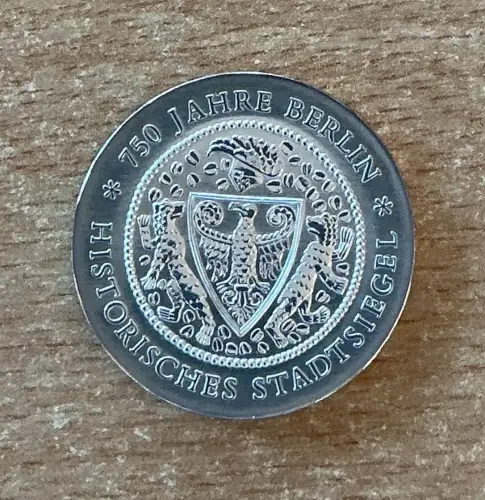 * 750 JAHRE BERLIN *
HISTORISCHES STADTSIEGEL